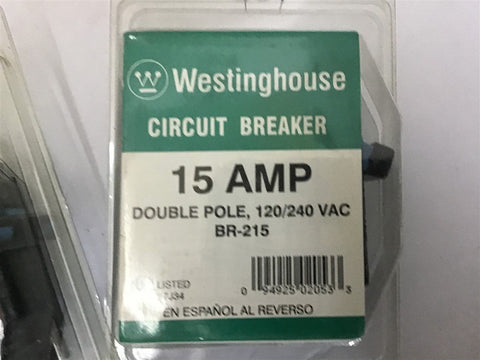 Westinghouse
CIRCUIT BREAKER
15 AMP
DOUBLE POLE, 120/240 VAC
BR-215
LISTED
0 94925 02053 3
EN ESPAÑOL AL REVERSO